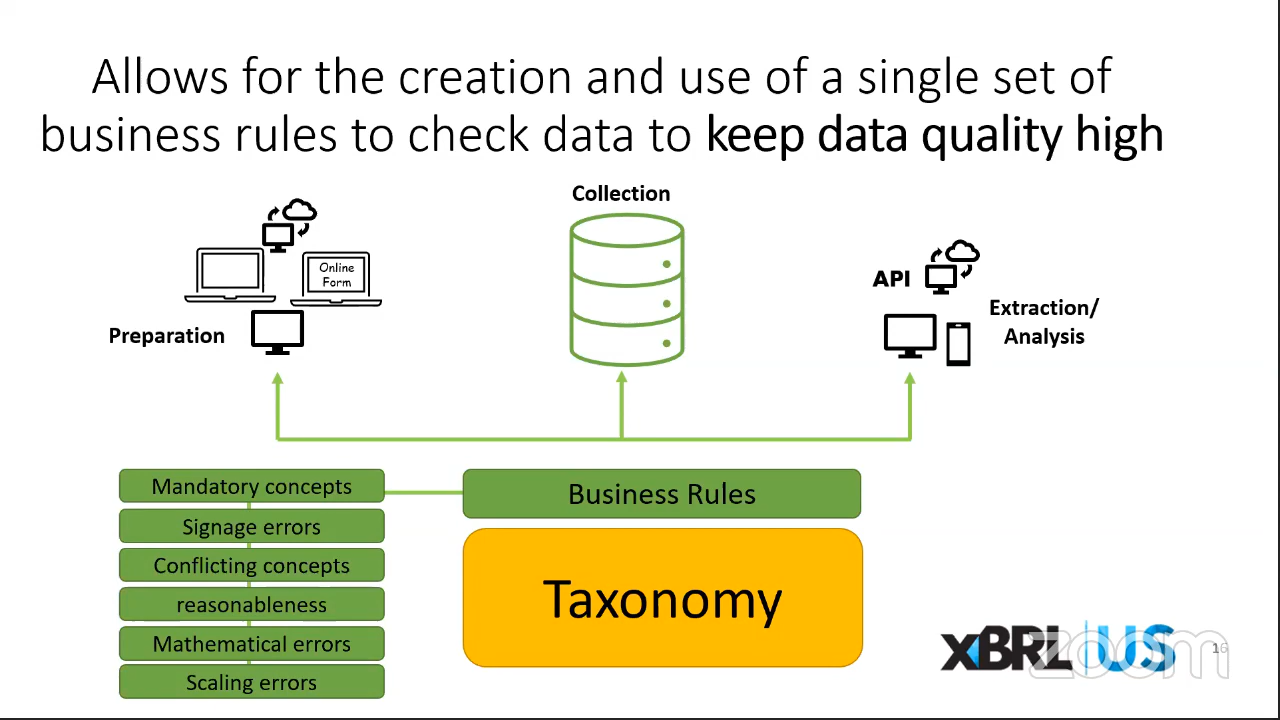 Allows for the creation and use of a single set of
business rules to check data to keep data quality high
Collection
Online
Form
Preparation
API
Extraction/
Analysis
Mandatory concepts
Signage errors
Conflicting concepts
reasonableness
Mathematical errors
Scaling errors
Business Rules
Taxonomy
XBRL US
zoom
16